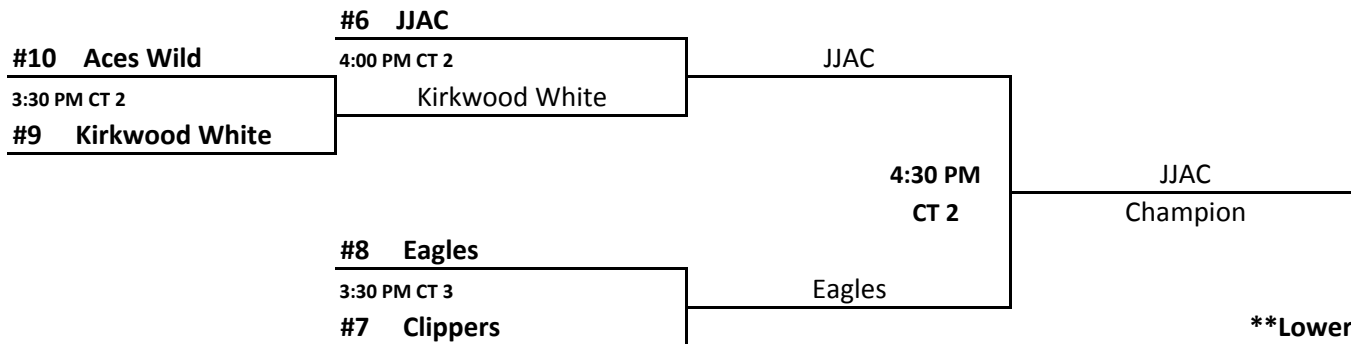 #6 JJAC
#10 Aces Wild
4:00 PM CT 2
JJAC
3:30 PM CT 2
Kirkwood White
#9 Kirkwood White
4:30 PM
CT 2
JJAC
Champion
#8 Eagles
3:30 PM CT 3
Eagles
#7 Clippers
**Lower